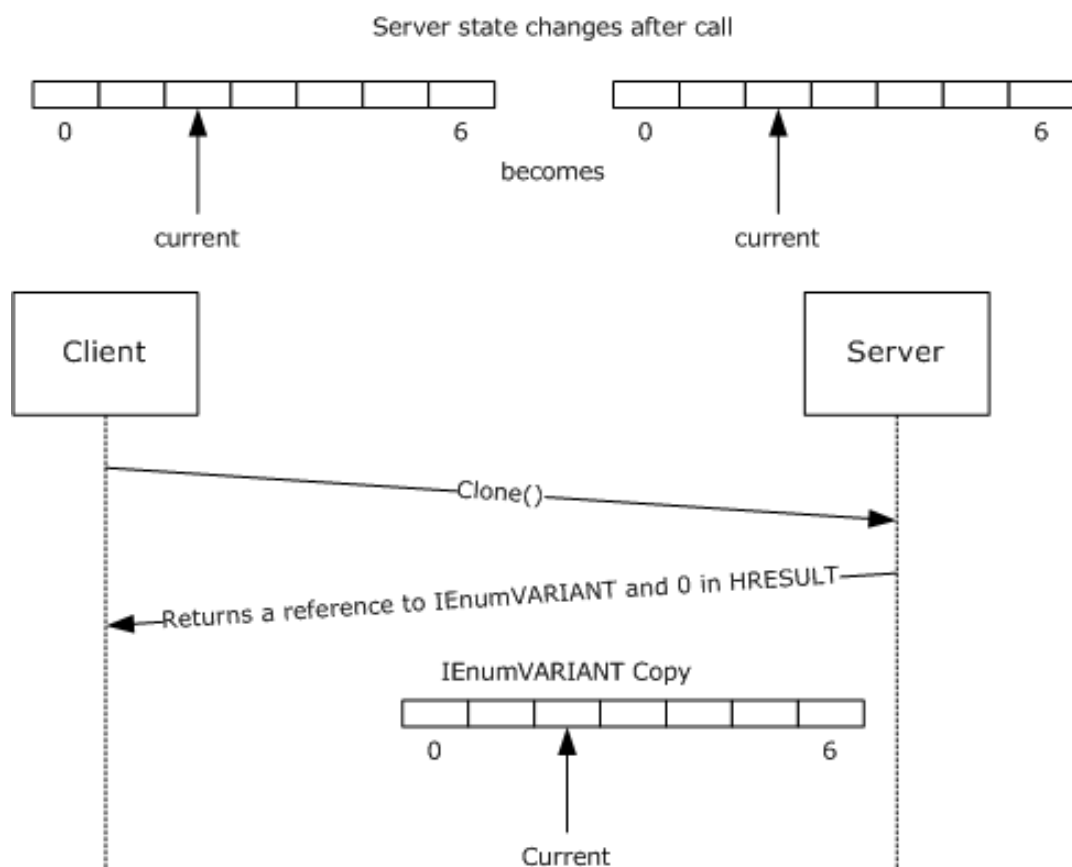 Server state changes after call
0
6
0
6
becomes
current
current
Client
Server
Clone()
Returns a reference to IEnumVARIANT and 0 in HRESULT
IEnumVARIANT Copy
0
6
Current